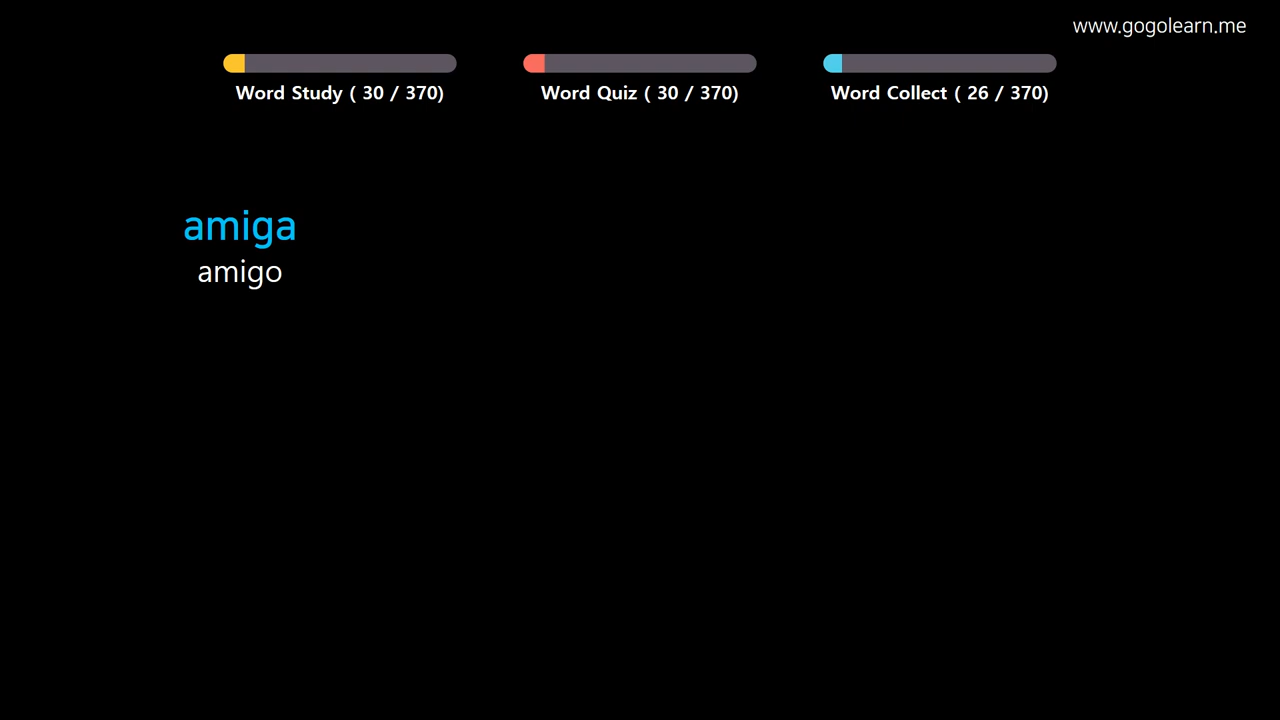 www.gogolearn.me
Word Study ( 30 / 370)
Word Quiz ( 30 / 370)
Word Collect ( 26 / 370)
amiga
amigo